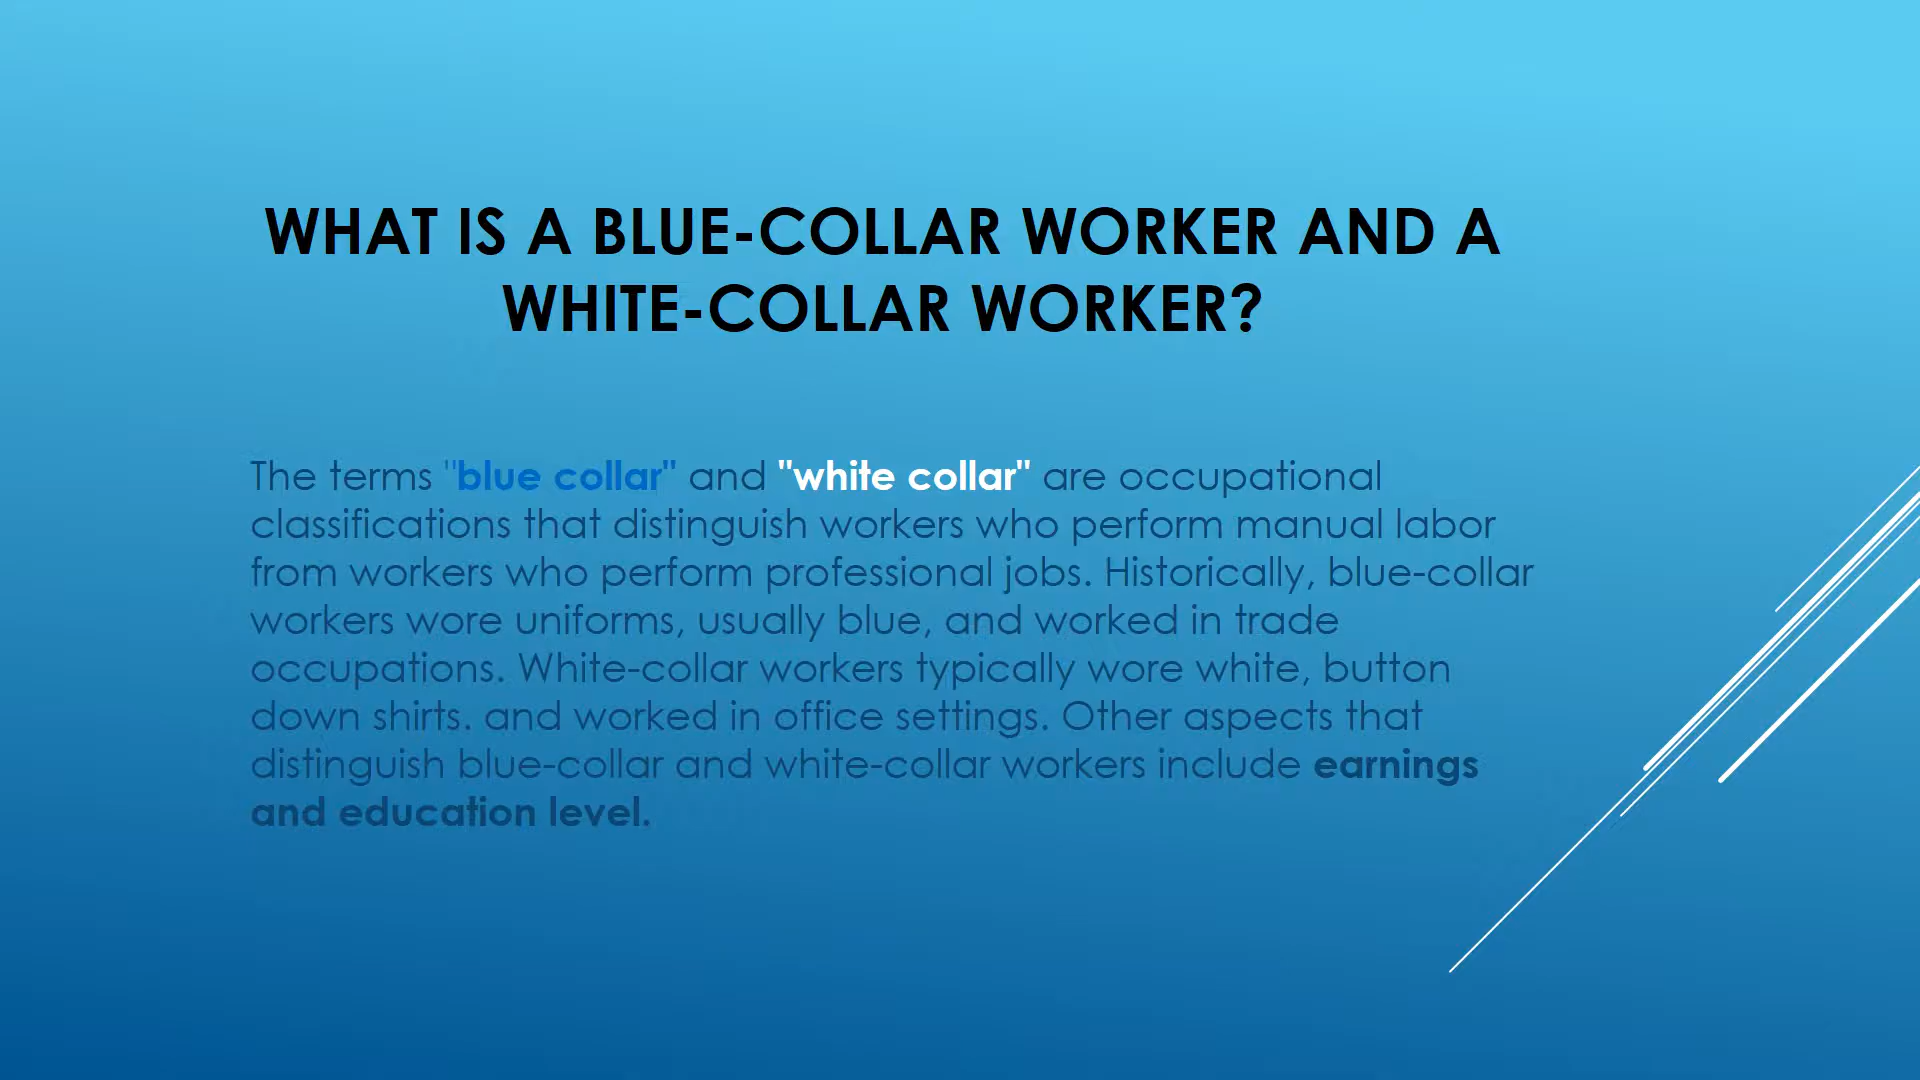 WHAT IS A BLUE-COLLAR WORKER AND A
WHITE-COLLAR WORKER?
The terms "blue collar" and "white collar" are occupational
classifications that distinguish workers who perform manual labor
from workers who perform professional jobs. Historically, blue-collar
workers wore uniforms, usually blue, and worked in trade
occupations. White-collar workers typically wore white, button
down shirts. and worked in office settings. Other aspects that
distinguish blue-collar and white-collar workers include earnings
and education level.